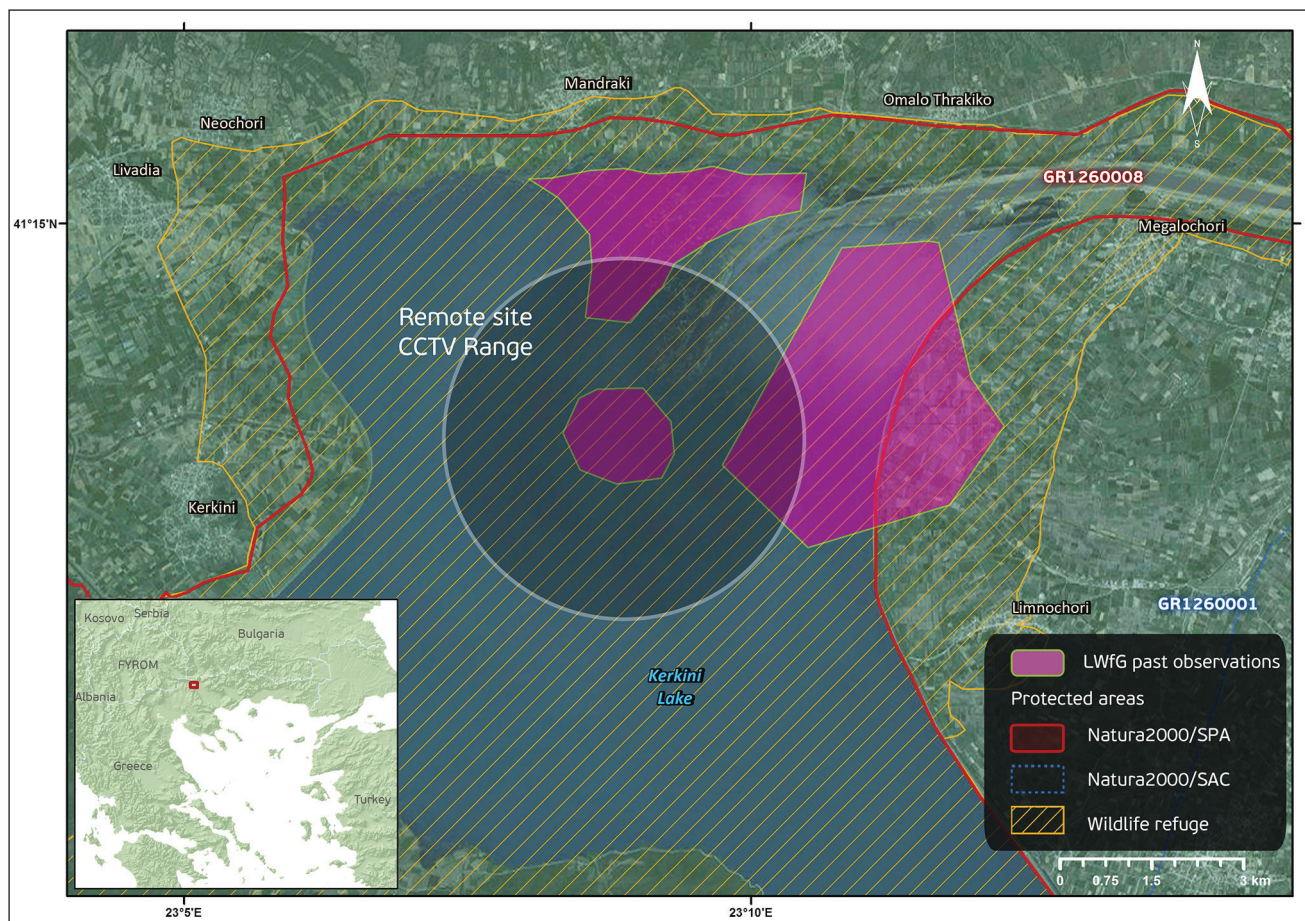 Mandraki
Omalo Thrakiko
N
S
Neochori
Livadia
GR1260008
41°15'N
Megalochori
Remote site
CCTV Range
Kerkini
Limnochori
GR1260001
Kerkini
Lake
Kosovo
Serbia
Bulgaria
FYROM
Albania
Greece
Turkey
LWfG past observations
Protected areas
Natura2000/SPA
Natura2000/SAC
Wildlife refuge
0 0.75 1.5 3 km
23°5'E
23°10'E